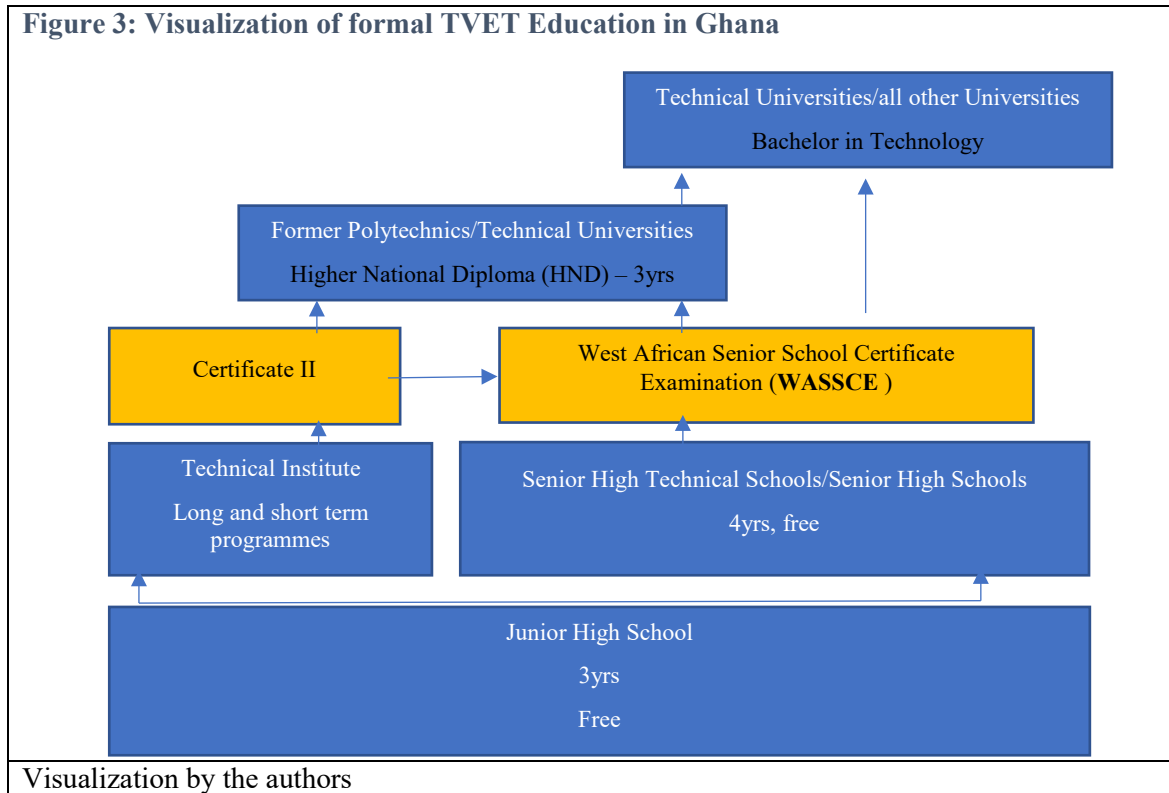 Figure 3: Visualization of formal TVET Education in Ghana
Technical Universities/all other Universities
Bachelor in Technology
Former Polytechnics/Technical Universities
Higher National Diploma (HND) – 3yrs
Certificate II
West African Senior School Certificate
Examination (WASSCE )
Technical Institute
Long and short term
programmes
Senior High Technical Schools/Senior High Schools
4yrs, free
Junior High School
3yrs
Free
Visualization by the authors